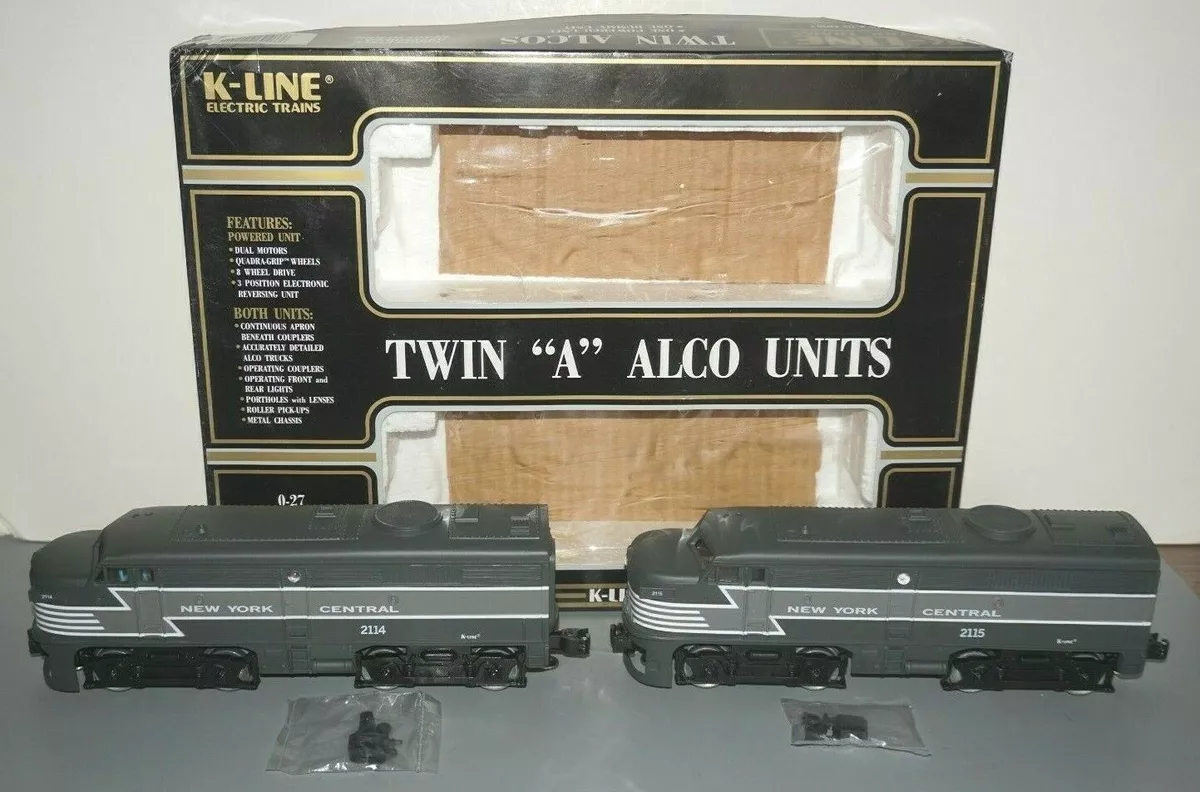 TWIN ALCOS
K-LINE®
ELECTRIC TRAINS
FEATURES:
POWERED UNIT
• DUAL MOTORS
• QUADRA-GRIP™ WHEELS
• 8 WHEEL DRIVE
• 3 POSITION ELECTRONIC
REVERSING UNIT
BOTH UNITS:
• CONTINUOUS APRON
BENEATH COUPLERS
• ACCURATELY DETAILED
ALCO TRUCKS
• OPERATING COUPLERS
• OPERATING FRONT and
REAR LIGHTS
• PORTHOLES with LENSES
• ROLLER PICK-UPS
• METAL CHASSIS
TWIN “A” ALCO UNITS
0-27
K-LI
2114
NEW YORK CENTRAL
2114
K-LINE®
2115
NEW YORK CENTRAL
2115
K-LINE®